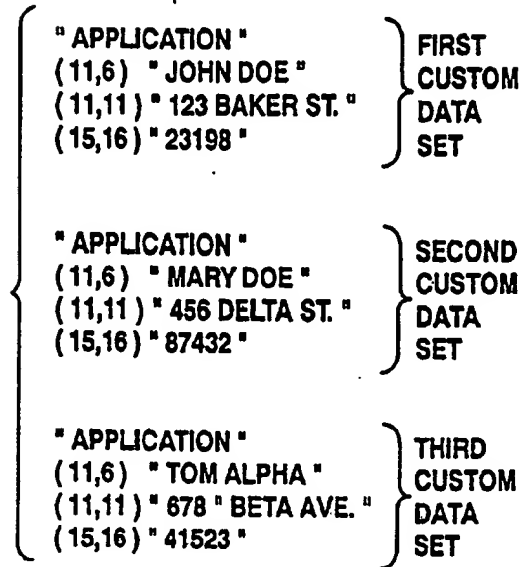 " APPLICATION "
( 11,6 ) " JOHN DOE "
( 11,11 ) " 123 BAKER ST. "
( 15,16 ) " 23198 "
FIRST
CUSTOM
DATA
SET
" APPLICATION "
( 11,6 ) " MARY DOE "
( 11,11 ) " 456 DELTA ST. "
( 15,16 ) " 87432 "
SECOND
CUSTOM
DATA
SET
" APPLICATION "
( 11,6 ) " TOM ALPHA "
( 11,11 ) " 678 " BETA AVE. "
( 15,16 ) " 41523 "
THIRD
CUSTOM
DATA
SET